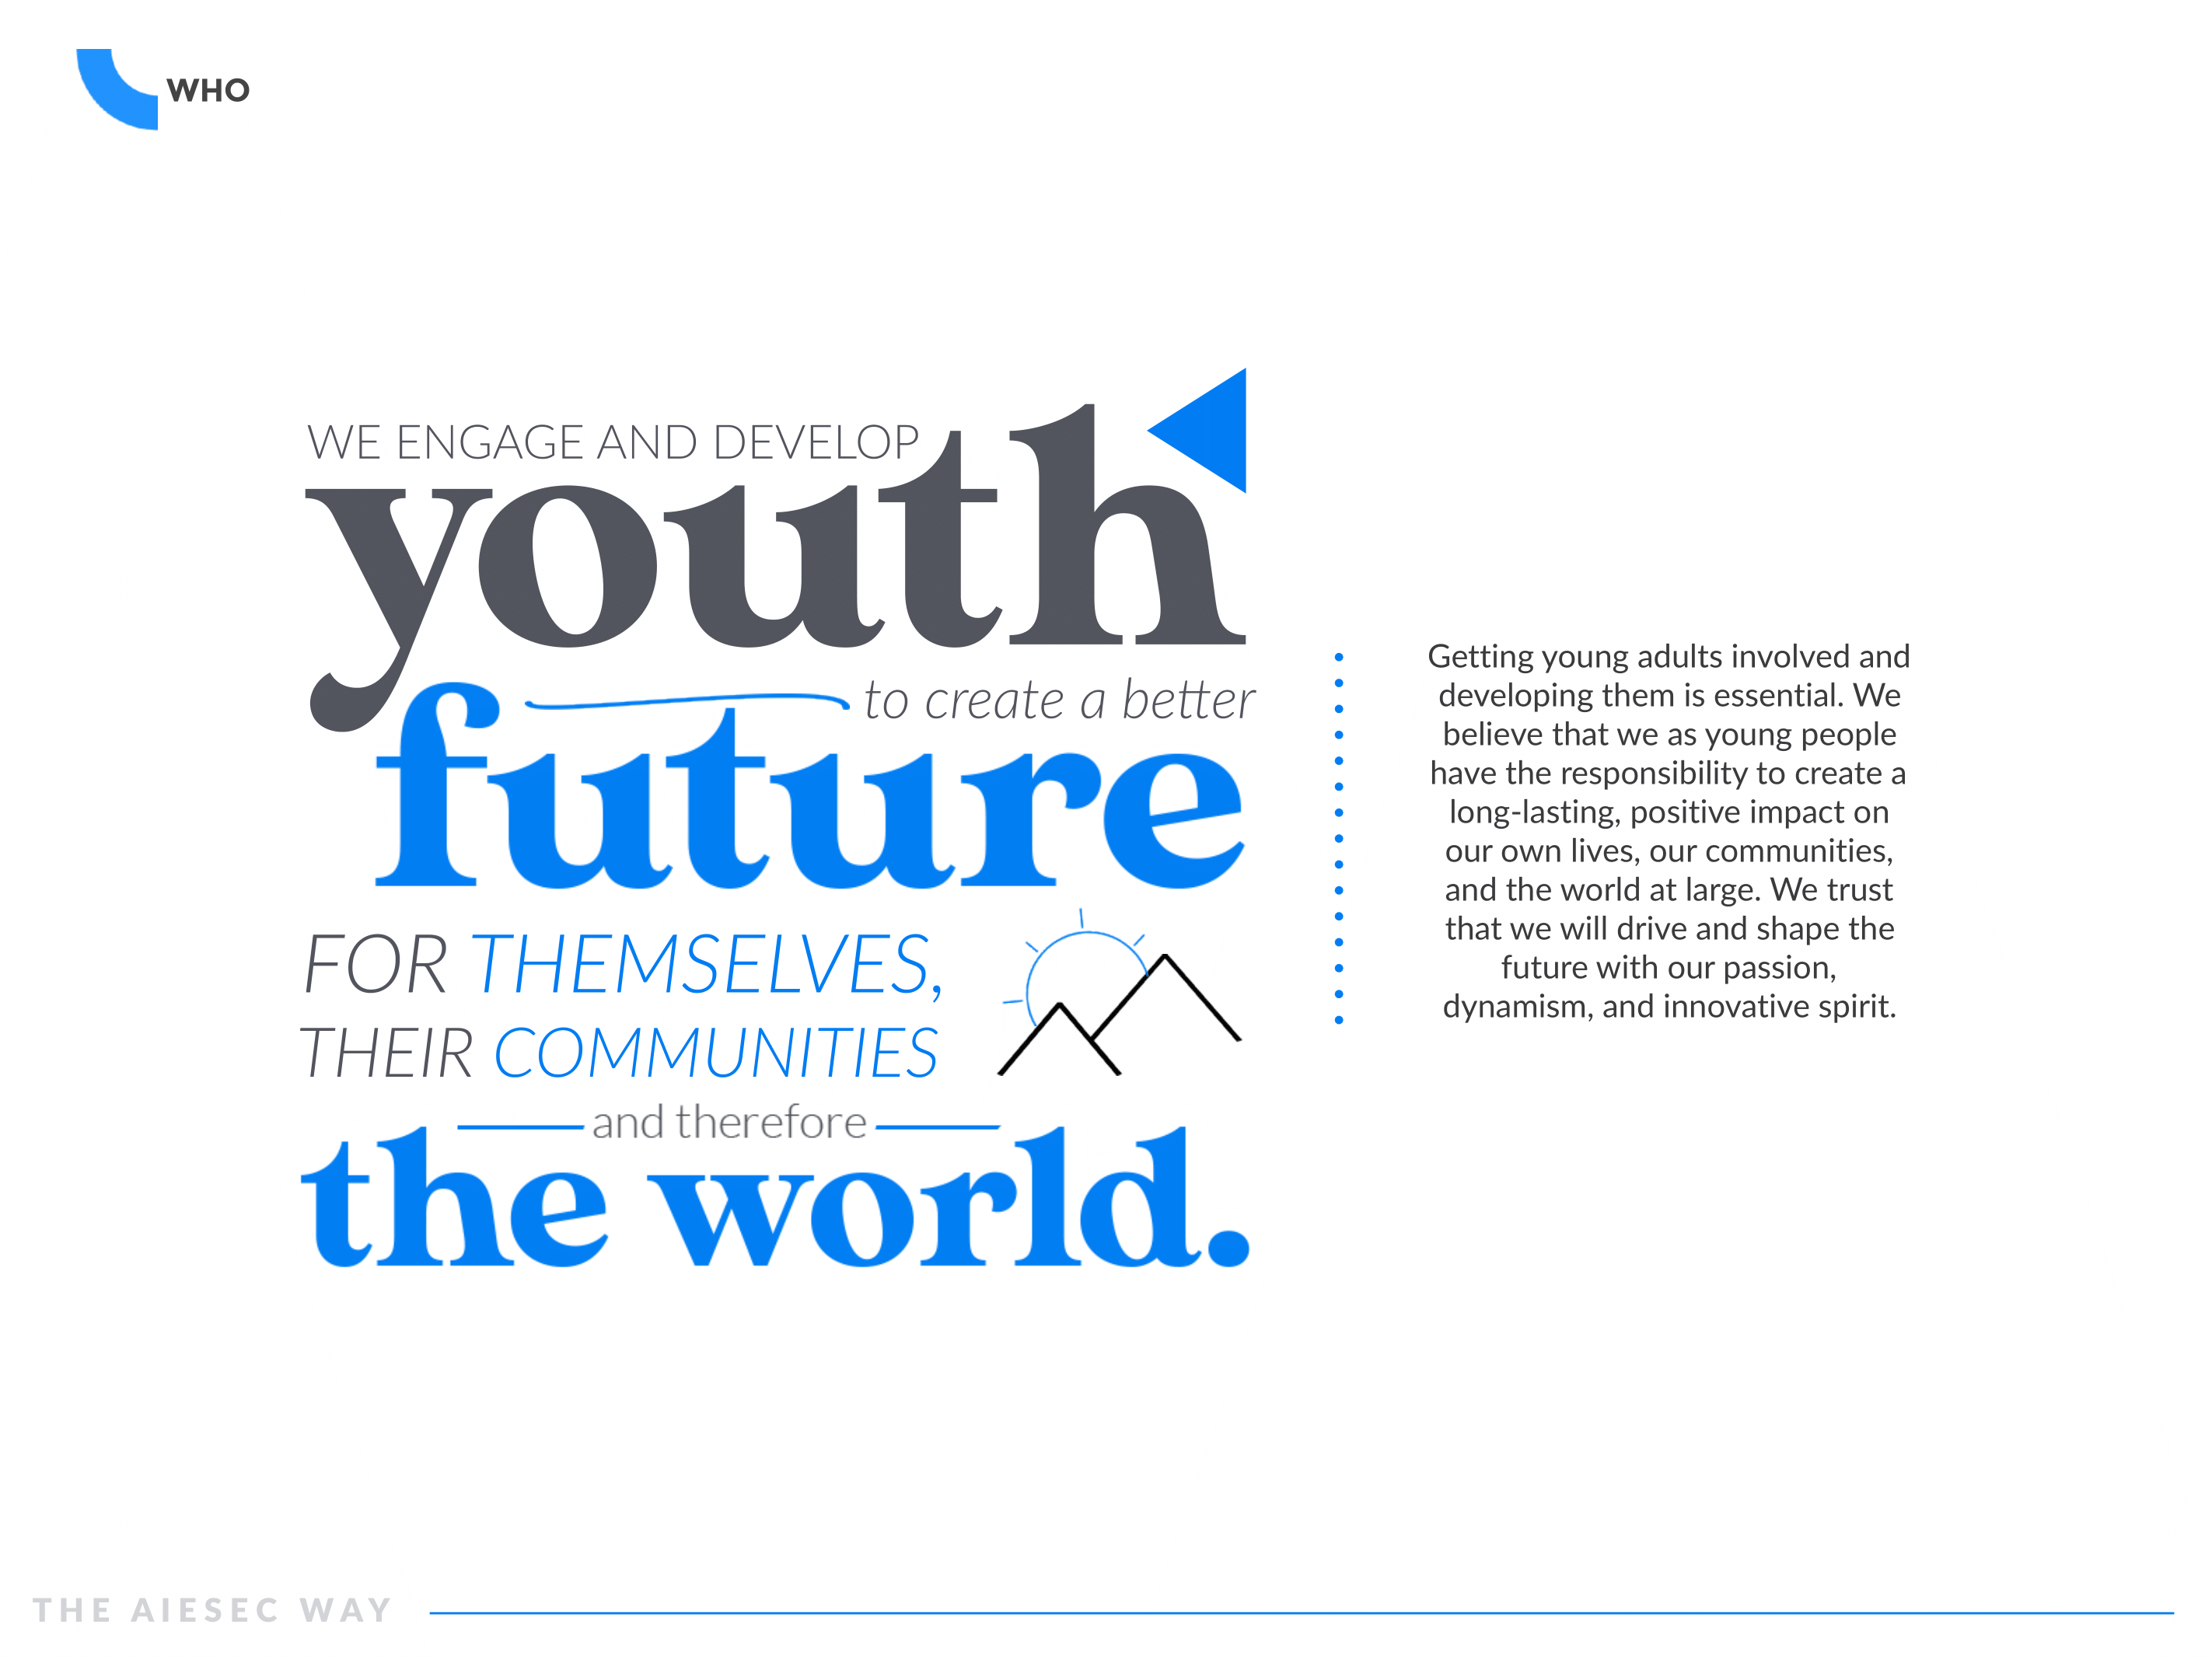 WHO
WE ENGAGE AND DEVELOP
youth
to create a better
future
FOR THEMSELVES,
THEIR COMMUNITIES
and therefore
the world.
Getting young adults involved and
developing them is essential. We
believe that we as young people
have the responsibility to create a
long-lasting, positive impact on
our own lives, our communities,
and the world at large. We trust
that we will drive and shape the
future with our passion,
dynamism, and innovative spirit.
THE AIESEC WAY